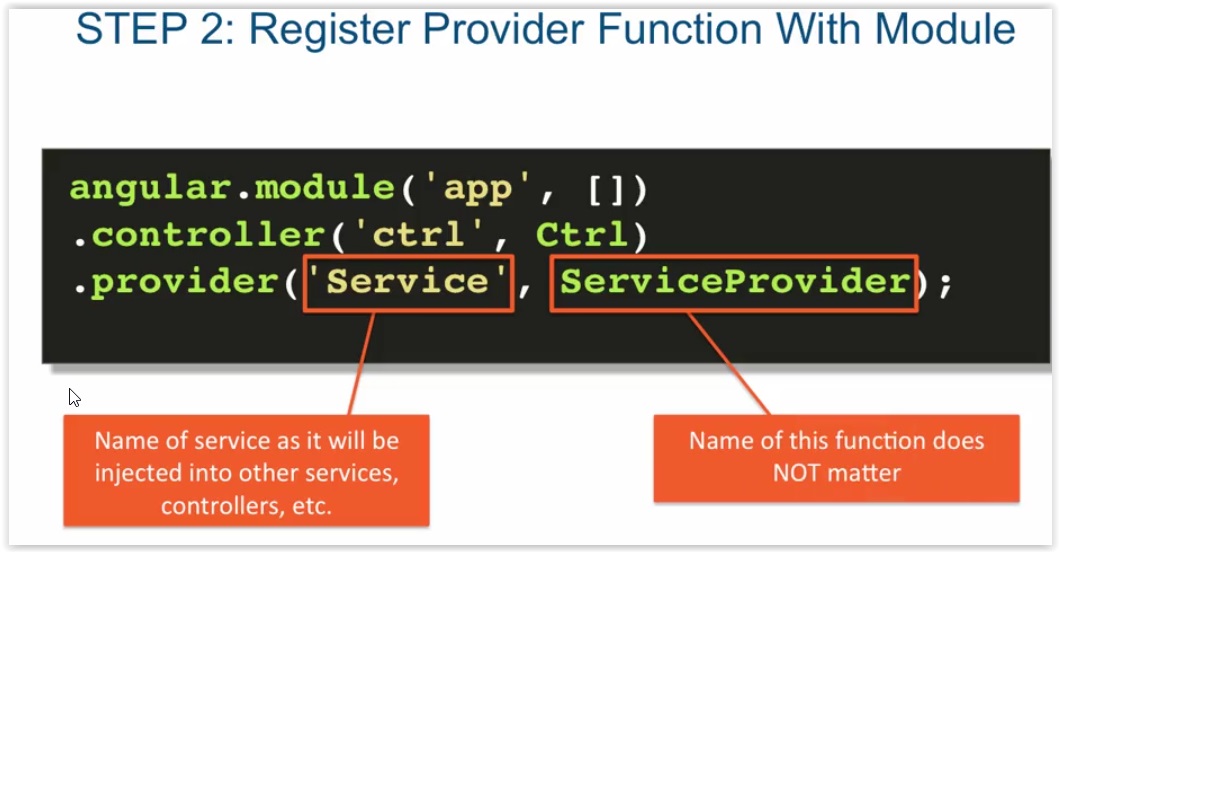 STEP 2: Register Provider Function With Module
angular.module('app', [])
.controller('ctrl', Ctrl)
.provider('Service', ServiceProvider);
Name of service as it will be
injected into other services,
controllers, etc.
Name of this function does
NOT matter